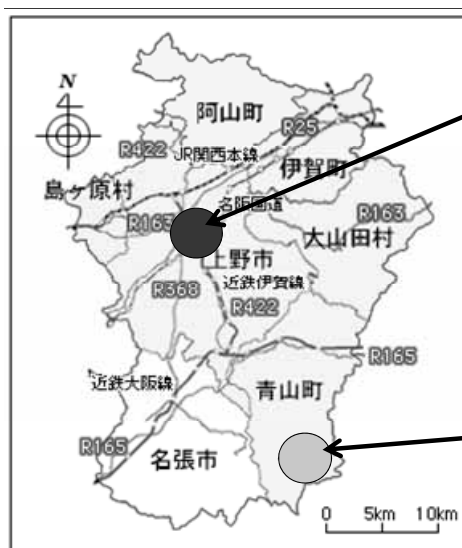 N
阿山町
R25
R422
JR関西本線
伊賀町
島ヶ原村
名阪国道
R163
R163
大山田村
上野市
近鉄伊賀線
R368
R422
R165
近鉄大阪線
青山町
R165
名張市
0 5km 10km